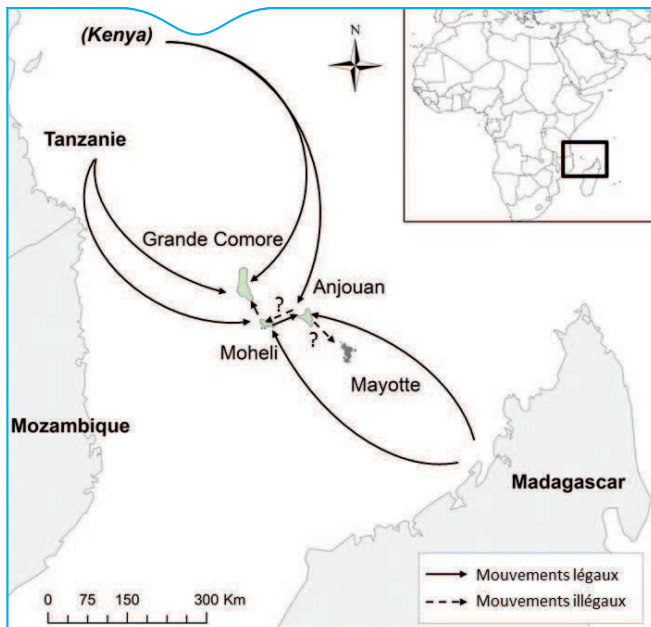 (Kenya)
N
Tanzanie
Grande Comore
Anjouan
?
Moheli
?
Mayotte
Mozambique
Madagascar
Mouvements légaux
Mouvements illégaux
0 75 150 300 Km